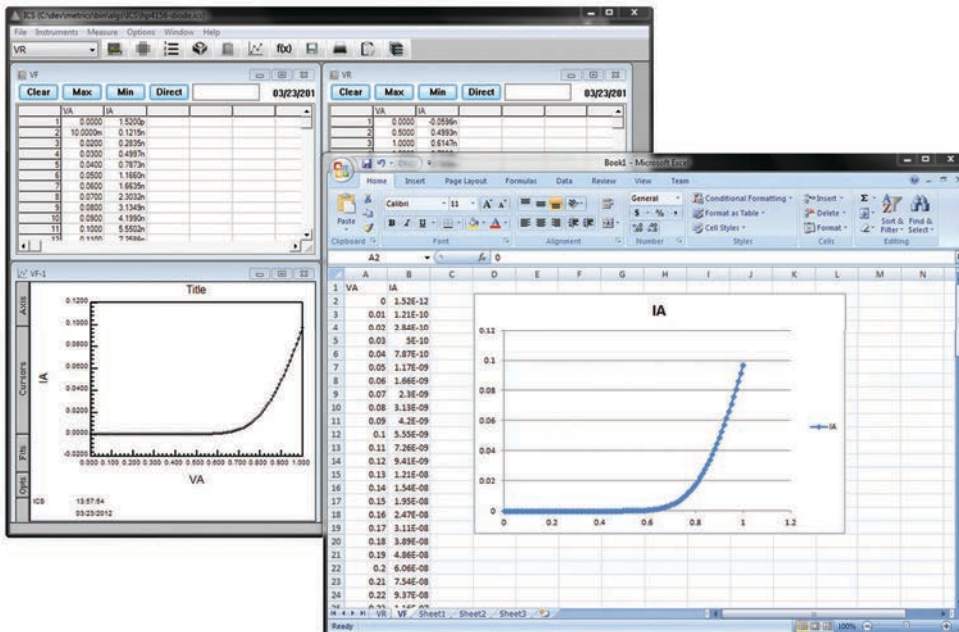 ICS (C:\dev\metrics\bin\algs\ICS\hp4156-diode.ics)
File Instruments Measure Options Window Help
VR
f(x)
VF
Clear Max Min Direct 03/23/201
VA IA
1 0.0000 1.5200p
2 10.0000m 0.1215n
3 0.0200 0.2835n
4 0.0300 0.4997n
5 0.0400 0.7873n
6 0.0500 1.1660n
7 0.0600 1.6635n
8 0.0700 2.3032n
9 0.0800 3.1349n
10 0.0900 4.1990n
11 0.1000 5.5502n
12 0.1100 7.2586n
VR
Clear Max Min Direct 03/23/201
VA IA
1 0.0000 -0.0596n
2 0.5000 0.4993n
3 1.0000 0.6147n
VF-1
Axis
Cursors
Fits
Opts
Title
IA
0.1200
0.1000
0.0800
0.0600
0.0400
0.0200
0.0000
-0.0200
0.000 0.100 0.200 0.300 0.400 0.500 0.600 0.700 0.800 0.900 1.000
VA
ICS 13:57:54
03/23/2012
Book1 - Microsoft Excel
Home Insert Page Layout Formulas Data Review View Team
Paste
Clipboard
Calibri 11
B I U
Font
Alignment
General
$ % ,
Number
Conditional Formatting
Format as Table
Cell Styles
Styles
Insert
Delete
Format
Cells
Σ
Sort & Filter
Find & Select
Editing
A2 fx 0
A B C D E F G H I J K L M N
1 VA IA
2 0 1.52E-12
3 0.01 1.21E-10
4 0.02 2.84E-10
5 0.03 5E-10
6 0.04 7.87E-10
7 0.05 1.17E-09
8 0.06 1.66E-09
9 0.07 2.3E-09
10 0.08 3.13E-09
11 0.09 4.2E-09
12 0.1 5.55E-09
13 0.11 7.26E-09
14 0.12 9.41E-09
15 0.13 1.21E-08
16 0.14 1.54E-08
17 0.15 1.95E-08
18 0.16 2.47E-08
19 0.17 3.11E-08
20 0.18 3.89E-08
21 0.19 4.86E-08
22 0.2 6.06E-08
23 0.21 7.54E-08
24 0.22 9.37E-08
IA
0.12
0.1
0.08
0.06
0.04
0.02
0
0 0.2 0.4 0.6 0.8 1 1.2
IA
VR VF Sheet1 Sheet2 Sheet3
Ready 100%